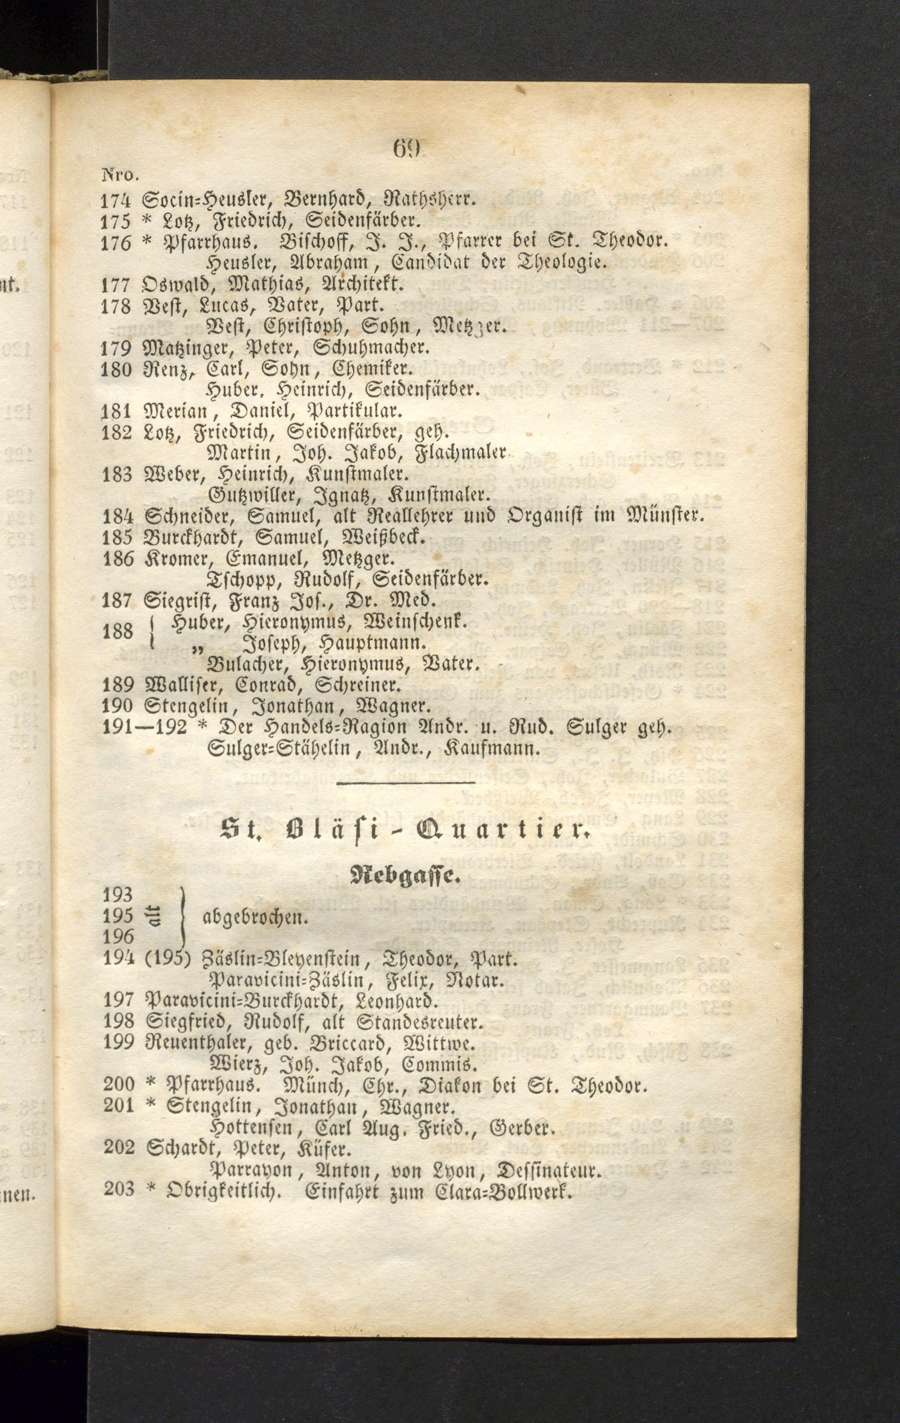 69
Nro.
174 Socin-Heusler, Bernhard, Rathsherr.
175 * Lotz, Friedrich, Seidenfärber.
176 * Pfarrhaus. Bischoff, J. J., Pfarrer bei St. Theodor.
Heusler, Abraham, Candidat der Theologie.
177 Oswald, Mathias, Architekt.
178 Vest, Lucas, Vater, Part.
Vest, Christoph, Sohn, Metzger.
179 Matzinger, Peter, Schuhmacher.
180 Renz, Carl, Sohn, Chemiker.
Huber, Heinrich, Seidenfärber.
181 Merian, Daniel, Partikular.
182 Lotz, Friedrich, Seidenfärber, geh.
Martin, Joh. Jakob, Flachmaler
183 Weber, Heinrich, Kunstmaler.
Gutzwiller, Ignatz, Kunstmaler.
184 Schneider, Samuel, alt Reallehrer und Organist im Münster.
185 Burckhardt, Samuel, Weißbeck.
186 Kromer, Emanuel, Metzger.
Tschopp, Rudolf, Seidenfärber.
187 Siegrist, Franz Jos., Dr. Med.
188 { Huber, Hieronymus, Weinschenk.
„ Joseph, Hauptmann.
Bulacher, Hieronymus, Vater.
189 Walliser, Conrad, Schreiner.
190 Stengelin, Jonathan, Wagner.
191—192 * Der Handels-Ragion Andr. u. Rud. Sulger geh.
Sulger-Stähelin, Andr., Kaufmann.
St. Bläsi-Quartier.
Rebgasse.
193
195 alt } abgebrochen.
196
194 (195) Zäslin-Bleyenstein, Theodor, Part.
Paravicini-Zäslin, Felix, Notar.
197 Paravicini-Burckhardt, Leonhard.
198 Siegfried, Rudolf, alt Standesreuter.
199 Reuenthaler, geb. Briccard, Wittwe.
Wierz, Joh. Jakob, Commis.
200 * Pfarrhaus. Münch, Chr., Diakon bei St. Theodor.
201 * Stengelin, Jonathan, Wagner.
Hottensen, Carl Aug. Fried., Gerber.
202 Schardt, Peter, Küfer.
Parrayon, Anton, von Lyon, Dessinateur.
203 * Obrigkeitlich. Einfahrt zum Clara-Bollwerk.